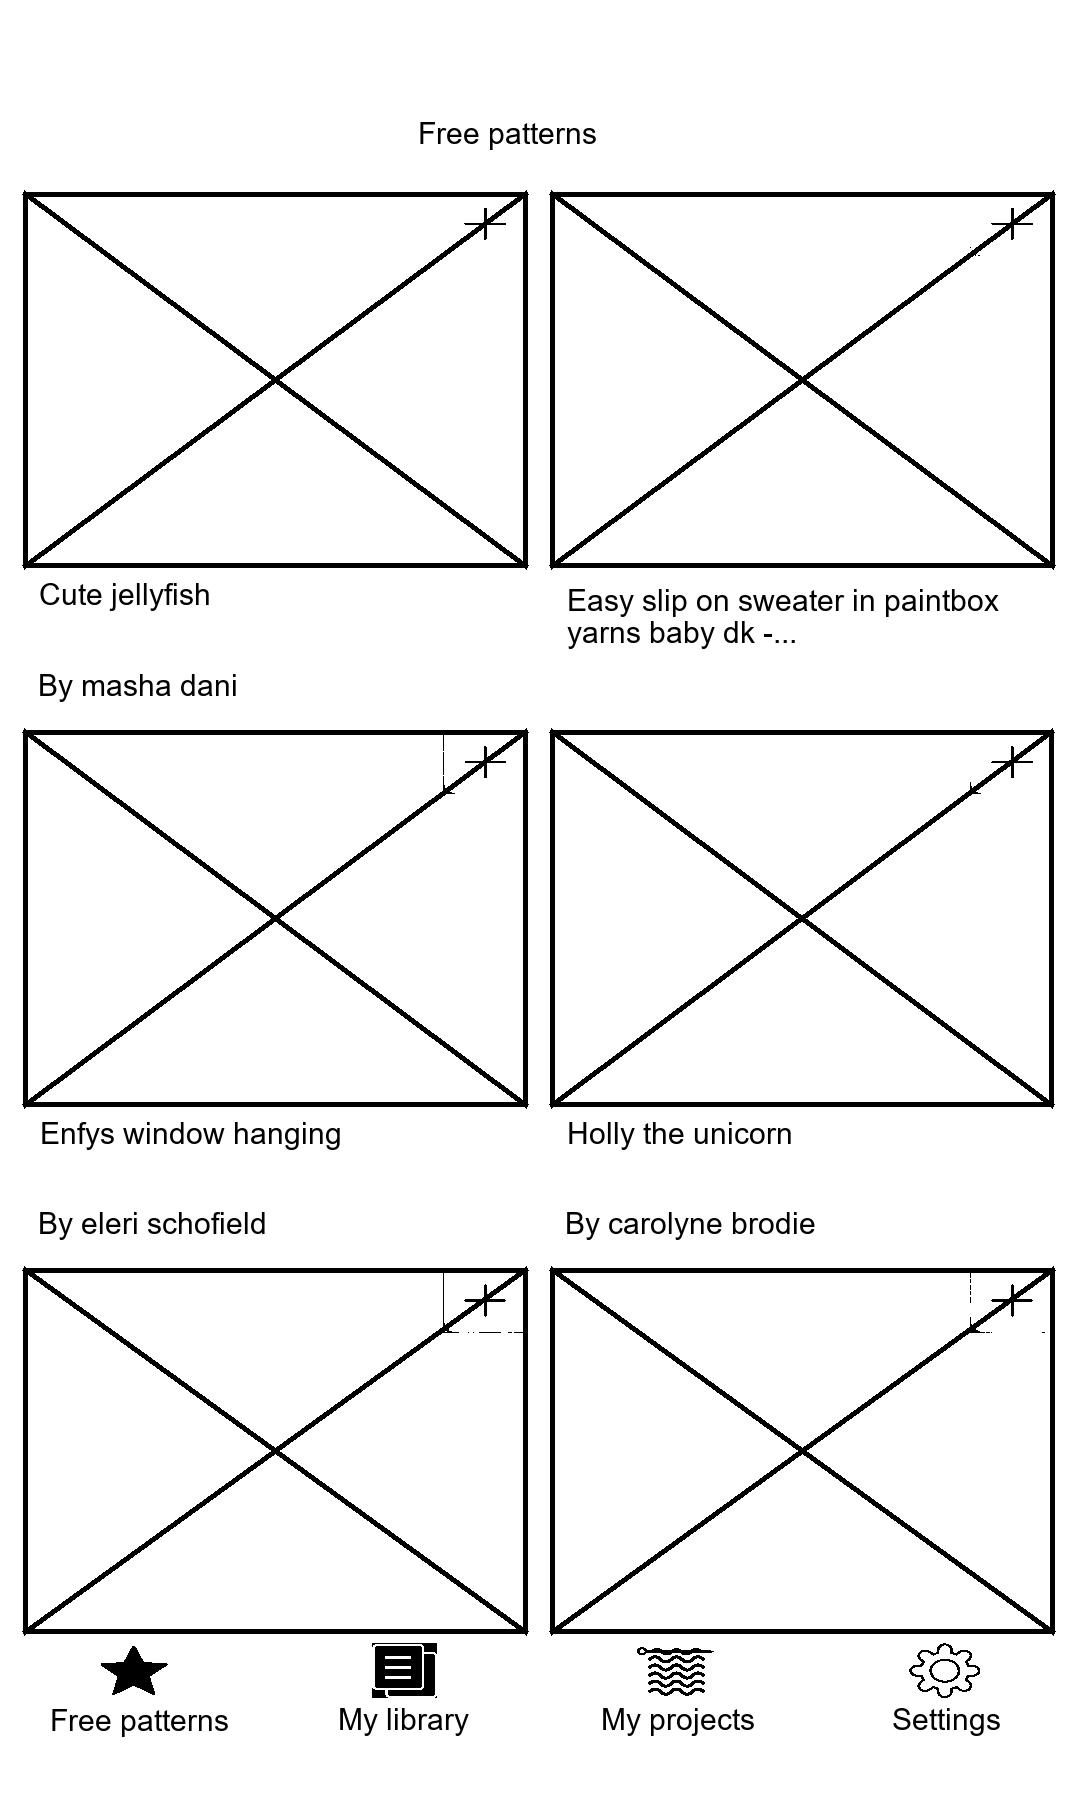 Free patterns
Cute jellyfish
Easy slip on sweater in paintbox
yarns baby dk -...
By masha dani
Enfys window hanging
Holly the unicorn
By eleri schofield
By carolyne brodie
Free patterns
My library
My projects
Settings